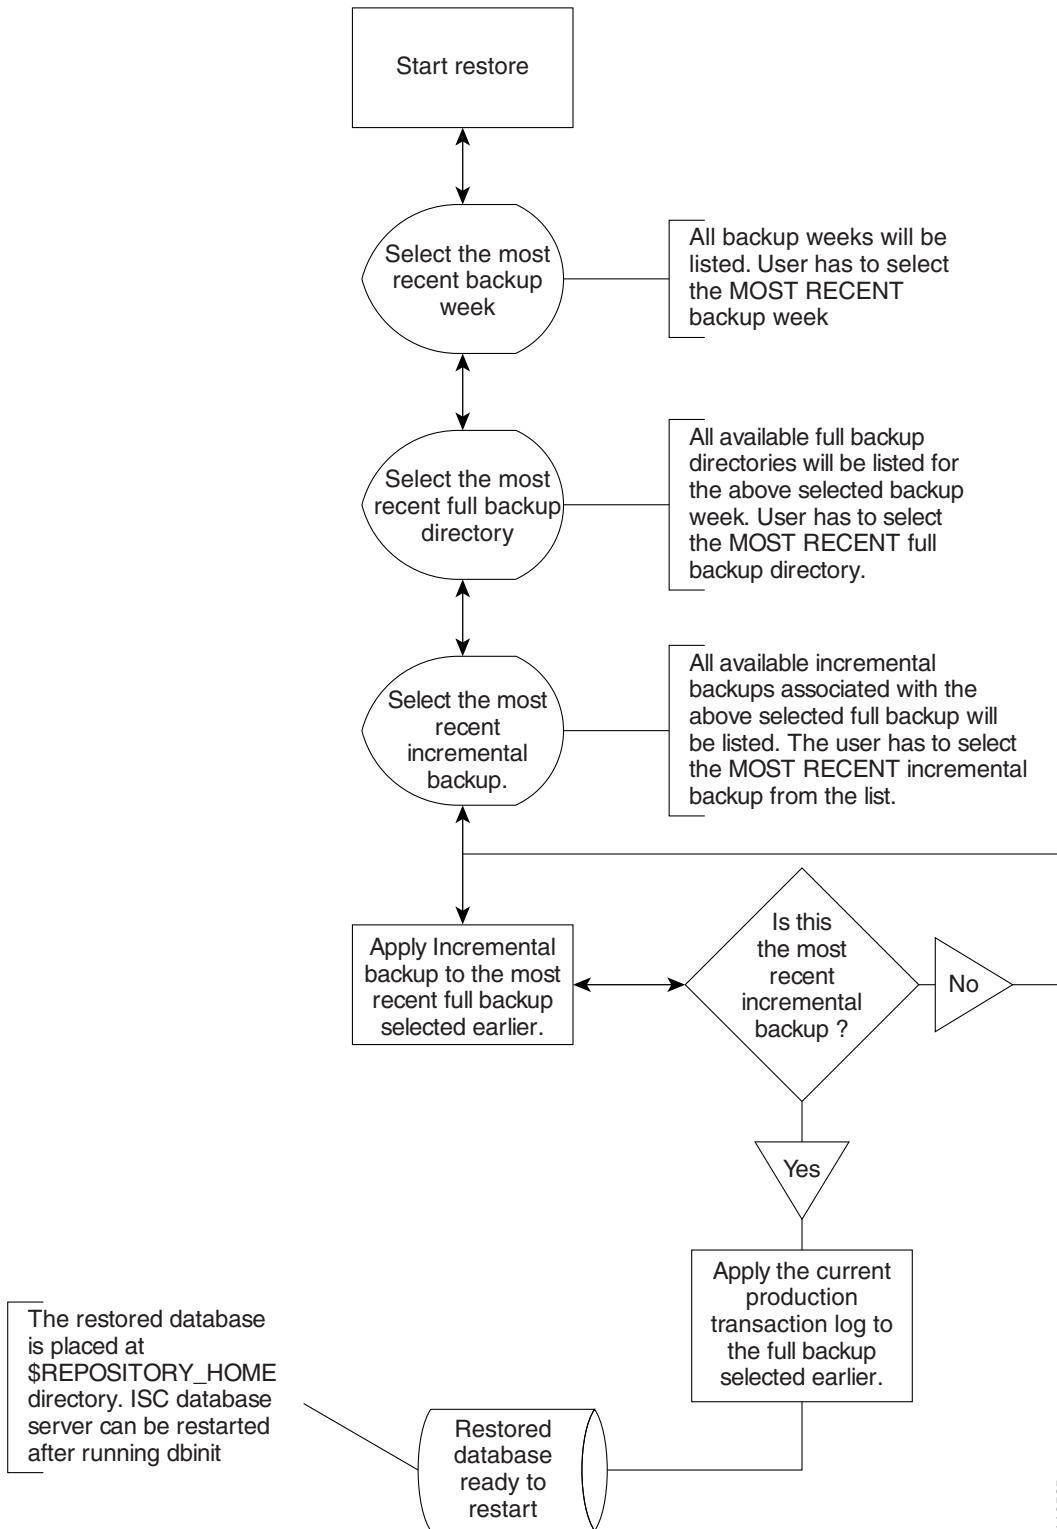 Start restore
Select the most
recent backup
week
All backup weeks will be
listed. User has to select
the MOST RECENT
backup week
Select the most
recent full backup
directory
All available full backup
directories will be listed for
the above selected backup
week. User has to select
the MOST RECENT full
backup directory.
Select the most
recent
incremental
backup.
All available incremental
backups associated with the
above selected full backup will
be listed. The user has to select
the MOST RECENT incremental
backup from the list.
Apply Incremental
backup to the most
recent full backup
selected earlier.
Is this
the most
recent
incremental
backup ?
No
Yes
Apply the current
production
transaction log to
the full backup
selected earlier.
The restored database
is placed at
$REPOSITORY_HOME
directory. ISC database
server can be restarted
after running dbinit
Restored
database
ready to
restart